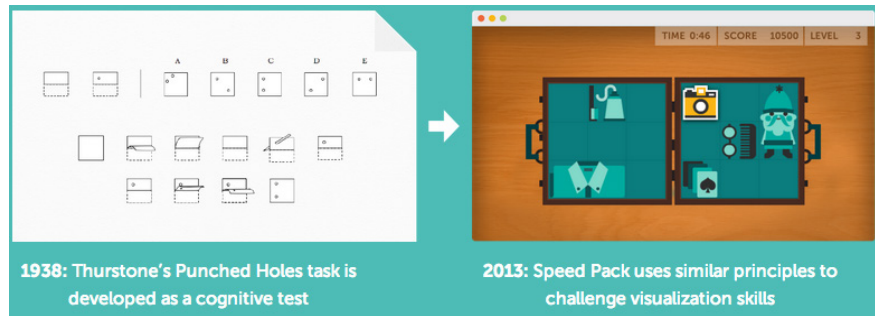 A B C D E
TIME 0:46 SCORE 10500 LEVEL 3
1938: Thurstone's Punched Holes task is
developed as a cognitive test
2013: Speed Pack uses similar principles to
challenge visualization skills